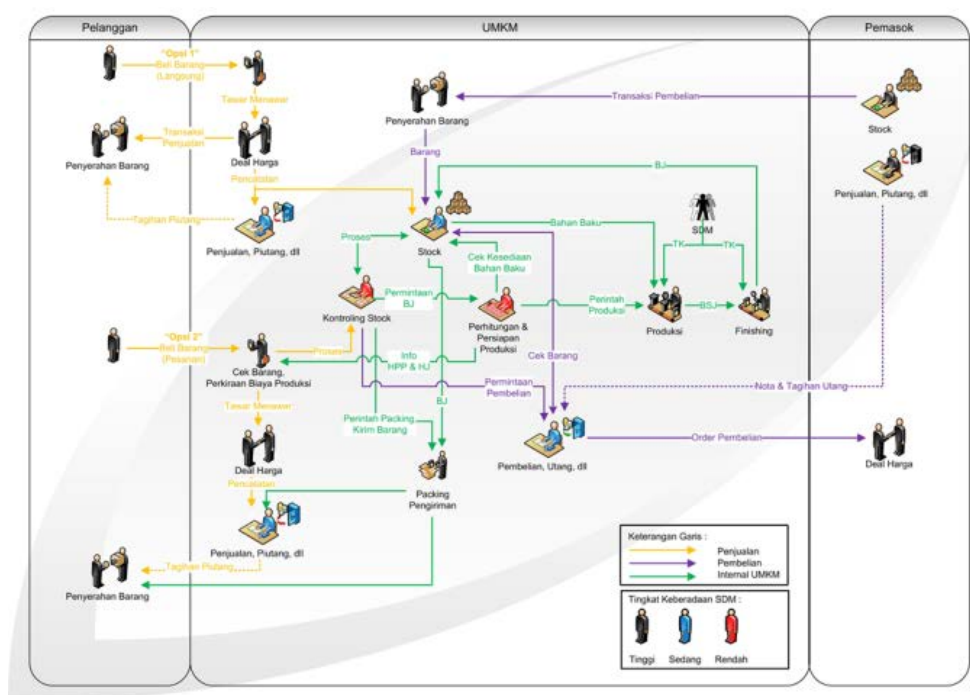 Pelanggan
UMKM
Pemasok
"Opsi 1"
Beli Barang
(Langsung)
Tawar Menawar
Transaksi
Penjualan
Penyerahan Barang
Deal Harga
Pencatatan
Tagihan Piutang
Penjualan, Piutang, dll
Penyerahan Barang
Transaksi Pembelian
Stock
Barang
BJ
Penjualan, Piutang, dll
SDM
Bahan Baku
Proses
Stock
Cek Kesediaan
Bahan Baku
TK
TK
Permintaan
BJ
Kontroling Stock
Perhitungan &
Persiapan
Produksi
Perintah
Produksi
Produksi
BSJ
Finishing
"Opsi 2"
Beli Barang
(Pesanan)
Proses
Cek Barang,
Perkiraan Biaya Produksi
Info
HPP & HJ
Cek Barang
Permintaan
Pembelian
Nota & Tagihan Utang
BJ
Tawar Menawar
Perintah Packing
Kirim Barang
Order Pembelian
Pembelian, Utang, dll
Deal Harga
Deal Harga
Pencatatan
Packing
Pengiriman
Penjualan, Piutang, dll
Tagihan Piutang
Penyerahan Barang
Keterangan Garis :
Penjualan
Pembelian
Internal UMKM
Tingkat Keberadaan SDM :
Tinggi
Sedang
Rendah